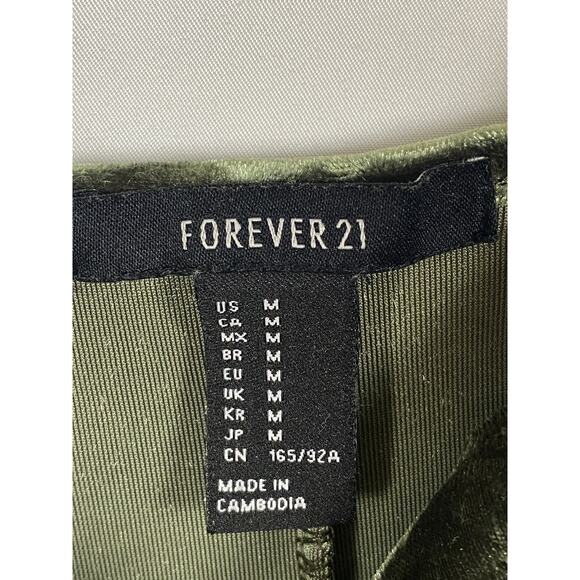 FOREVER 21
US M
CA M
MX M
BR M
EU M
UK M
KR M
JP M
CN 165/92A
MADE IN
CAMBODIA